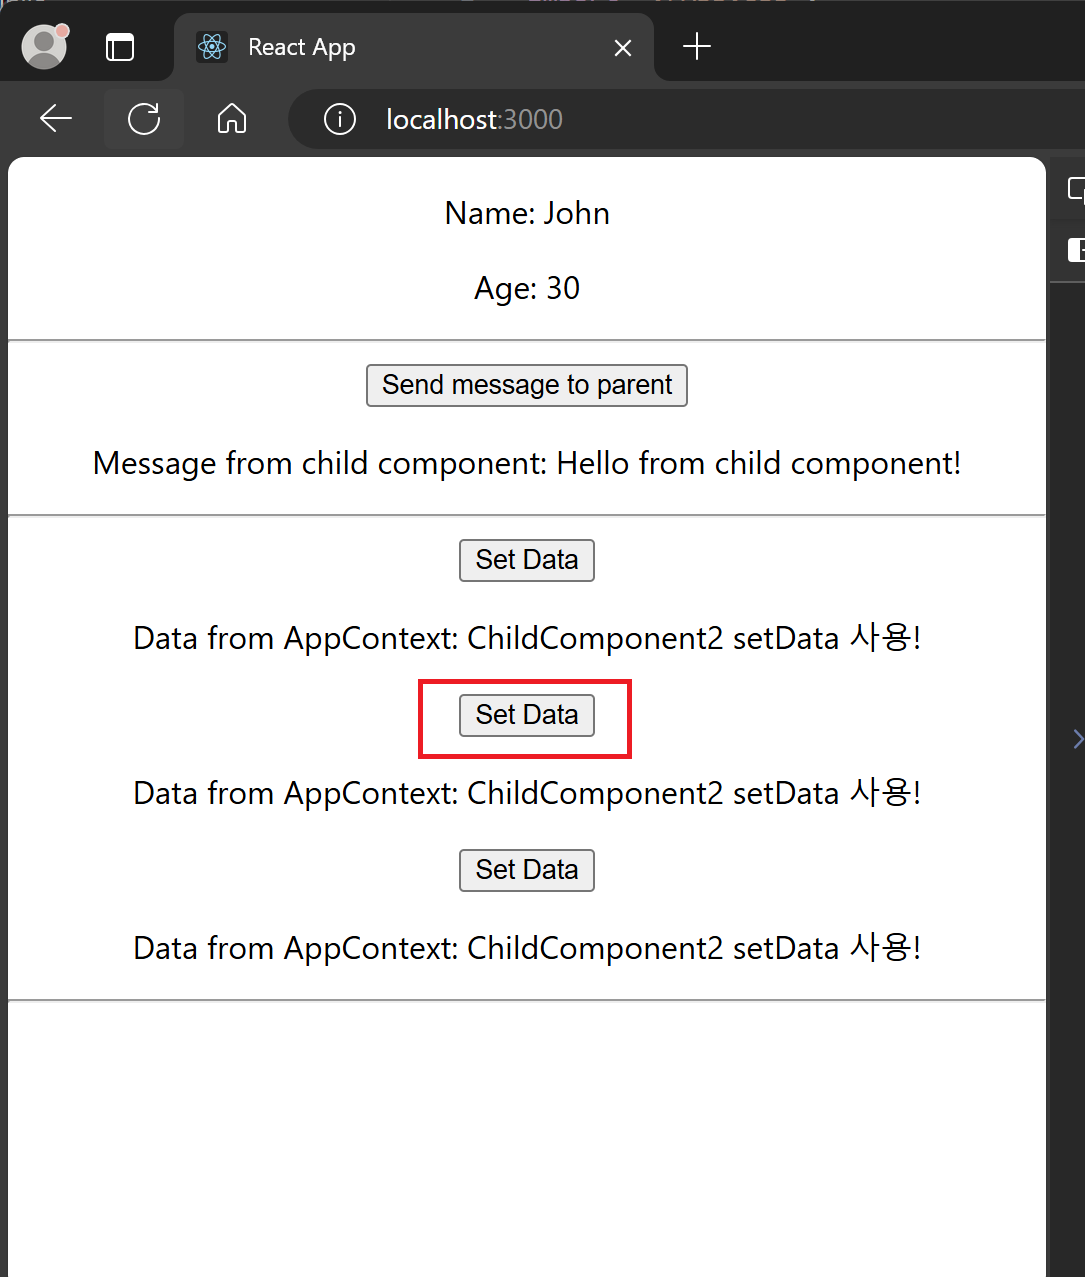 React App
localhost:3000
Name: John
Age: 30
Send message to parent
Message from child component: Hello from child component!
Set Data
Data from AppContext: ChildComponent2 setData 사용!
Set Data
Data from AppContext: ChildComponent2 setData 사용!
Set Data
Data from AppContext: ChildComponent2 setData 사용!